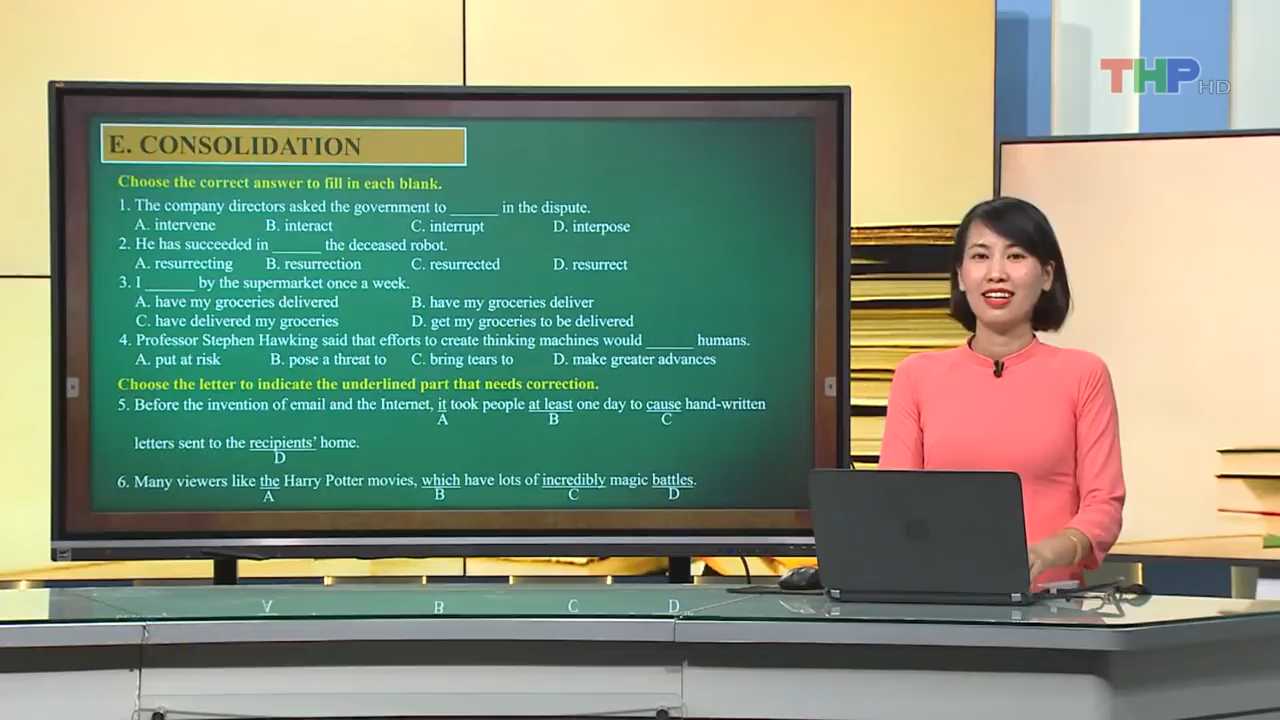 THP HD
E. CONSOLIDATION
Choose the correct answer to fill in each blank.
1. The company directors asked the government to ______ in the dispute.
A. intervene B. interact C. interrupt D. interpose
2. He has succeeded in ______ the deceased robot.
A. resurrecting B. resurrection C. resurrected D. resurrect
3. I ______ by the supermarket once a week.
A. have my groceries delivered B. have my groceries deliver
C. have delivered my groceries D. get my groceries to be delivered
4. Professor Stephen Hawking said that efforts to create thinking machines would ______ humans.
A. put at risk B. pose a threat to C. bring tears to D. make greater advances
Choose the letter to indicate the underlined part that needs correction.
5. Before the invention of email and the Internet, it took people at least one day to cause hand-written
A B C
letters sent to the recipients’ home.
D
6. Many viewers like the Harry Potter movies, which have lots of incredibly magic battles.
A B C D